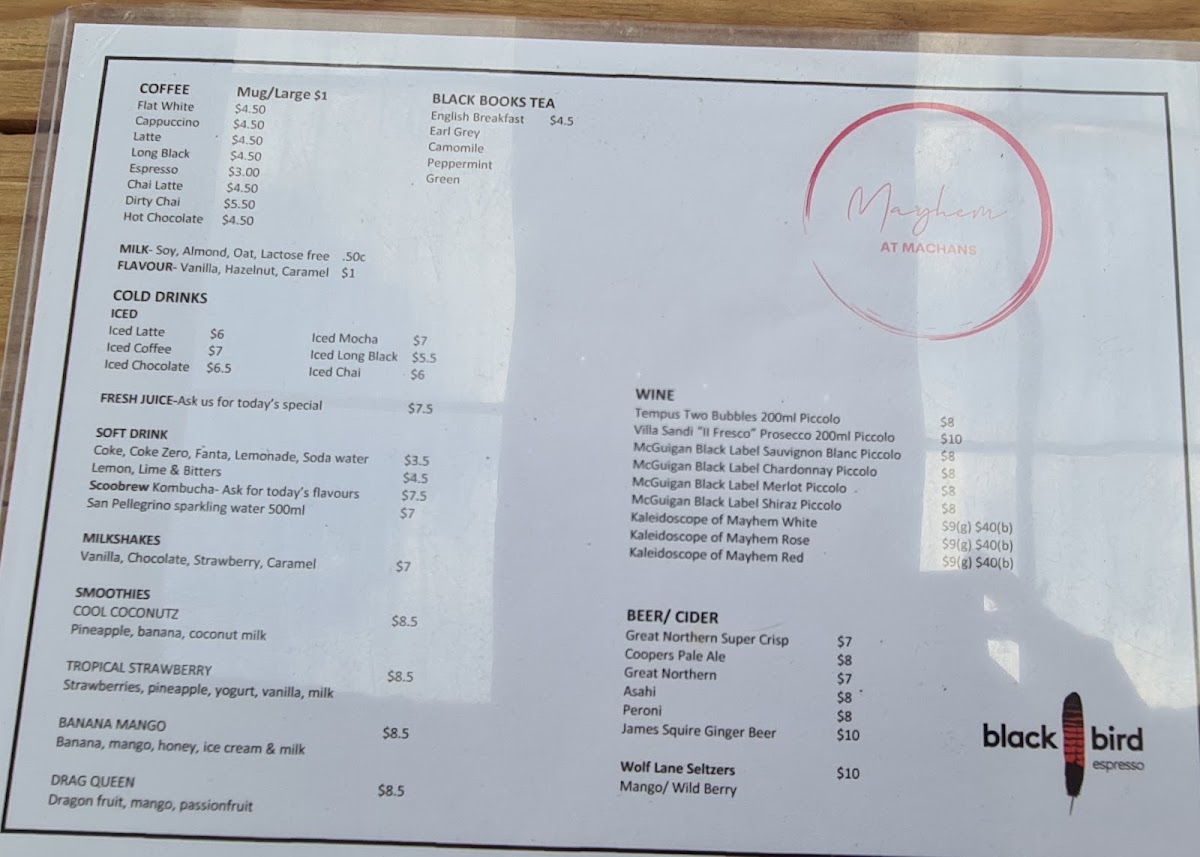 COFFEE Mug/Large $1
Flat White $4.50
Cappuccino $4.50
Latte $4.50
Long Black $4.50
Espresso $3.00
Chai Latte $4.50
Dirty Chai $5.50
Hot Chocolate $4.50
MILK- Soy, Almond, Oat, Lactose free .50c
FLAVOUR- Vanilla, Hazelnut, Caramel $1
BLACK BOOKS TEA
English Breakfast $4.5
Earl Grey
Camomile
Peppermint
Green
Mayhem
AT MACHANS
COLD DRINKS
ICED
Iced Latte $6 Iced Mocha $7
Iced Coffee $7 Iced Long Black $5.5
Iced Chocolate $6.5 Iced Chai $6
FRESH JUICE-Ask us for today's special $7.5
SOFT DRINK
Coke, Coke Zero, Fanta, Lemonade, Soda water $3.5
Lemon, Lime & Bitters $4.5
Scoobrew Kombucha- Ask for today's flavours $7.5
San Pellegrino sparkling water 500ml $7
MILKSHAKES
Vanilla, Chocolate, Strawberry, Caramel $7
SMOOTHIES
COOL COCONUTZ $8.5
Pineapple, banana, coconut milk
TROPICAL STRAWBERRY $8.5
Strawberries, pineapple, yogurt, vanilla, milk
BANANA MANGO $8.5
Banana, mango, honey, ice cream & milk
DRAG QUEEN $8.5
Dragon fruit, mango, passionfruit
WINE
Tempus Two Bubbles 200ml Piccolo $8
Villa Sandi "Il Fresco" Prosecco 200ml Piccolo $10
McGuigan Black Label Sauvignon Blanc Piccolo $8
McGuigan Black Label Chardonnay Piccolo $8
McGuigan Black Label Merlot Piccolo $8
McGuigan Black Label Shiraz Piccolo $8
Kaleidoscope of Mayhem White $9(g) $40(b)
Kaleidoscope of Mayhem Rose $9(g) $40(b)
Kaleidoscope of Mayhem Red $9(g) $40(b)
BEER/ CIDER
Great Northern Super Crisp $7
Coopers Pale Ale $8
Great Northern $7
Asahi $8
Peroni $8
James Squire Ginger Beer $10
Wolf Lane Seltzers $10
Mango/ Wild Berry
black bird
espresso